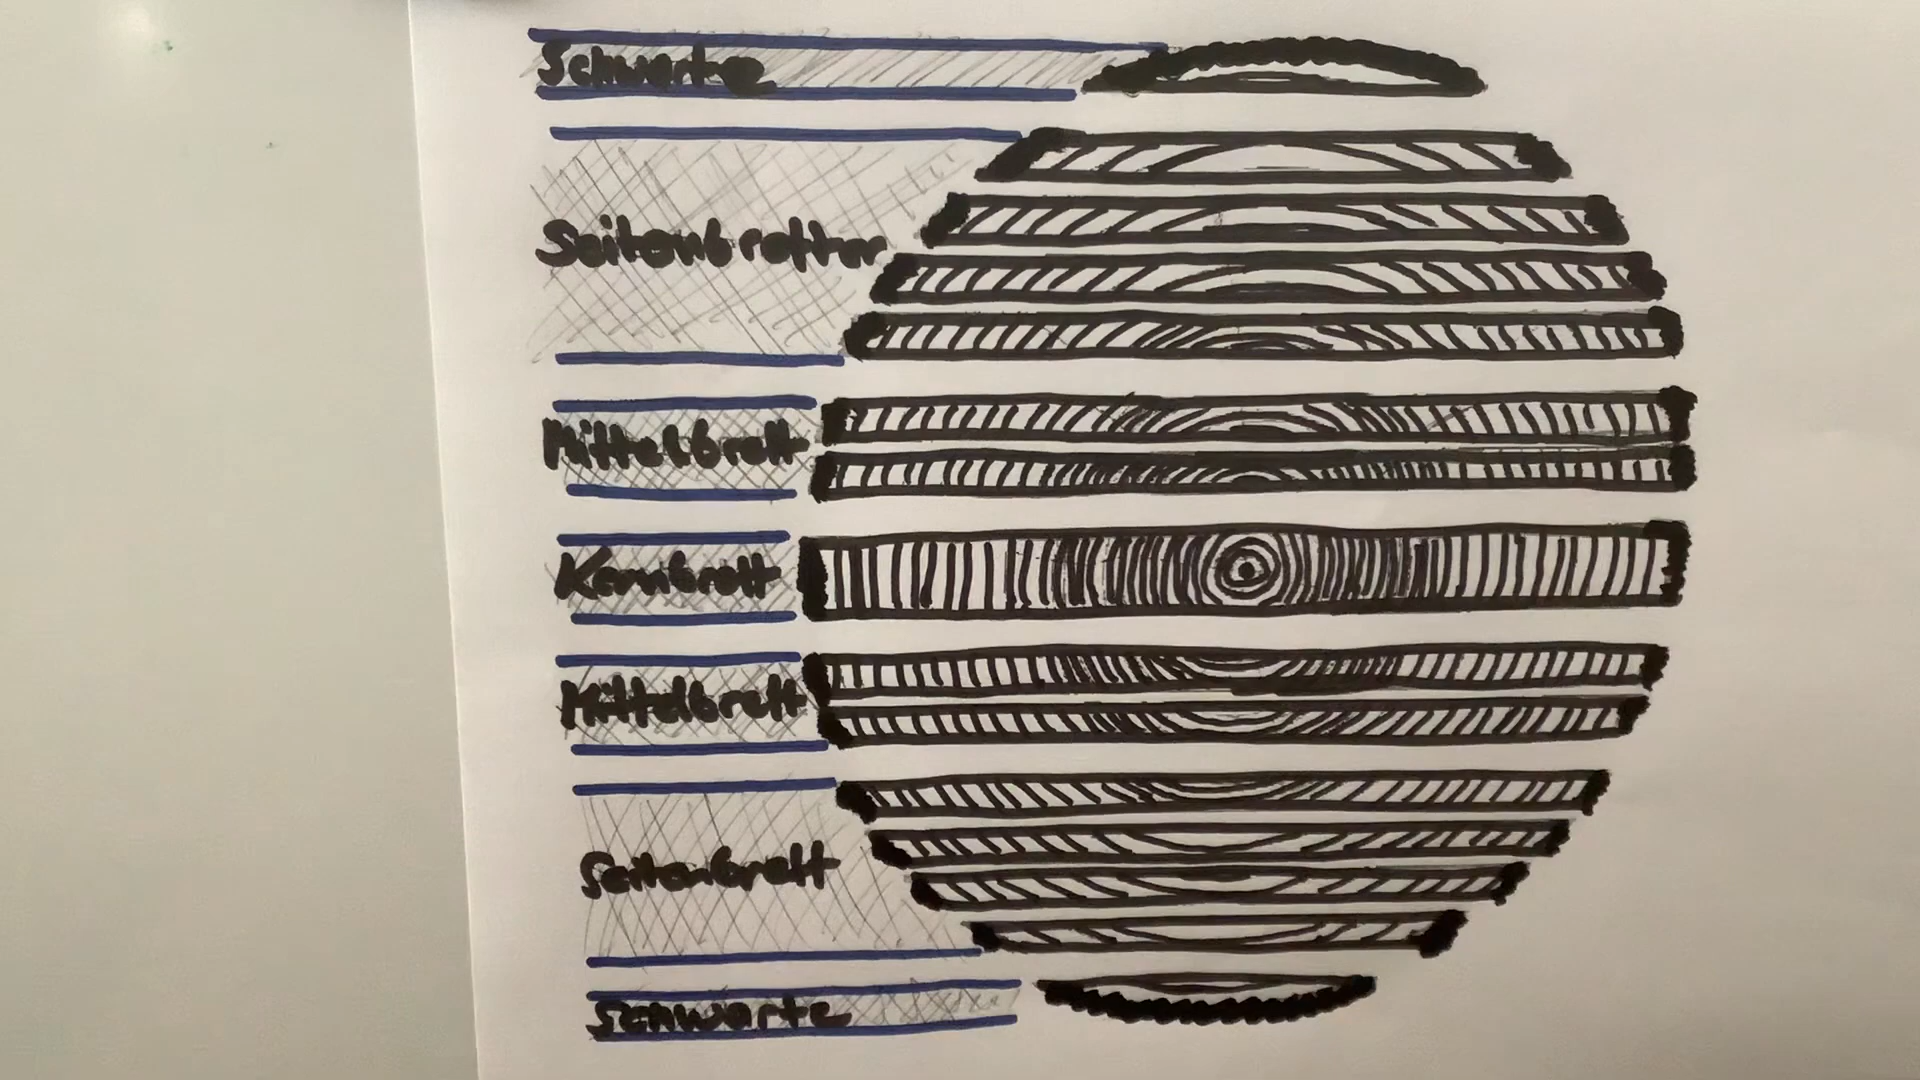 Schwarte
Seitenbretter
Mittelbrett
Kernbrett
Mittelbrett
Seitenbrett
Schwarte